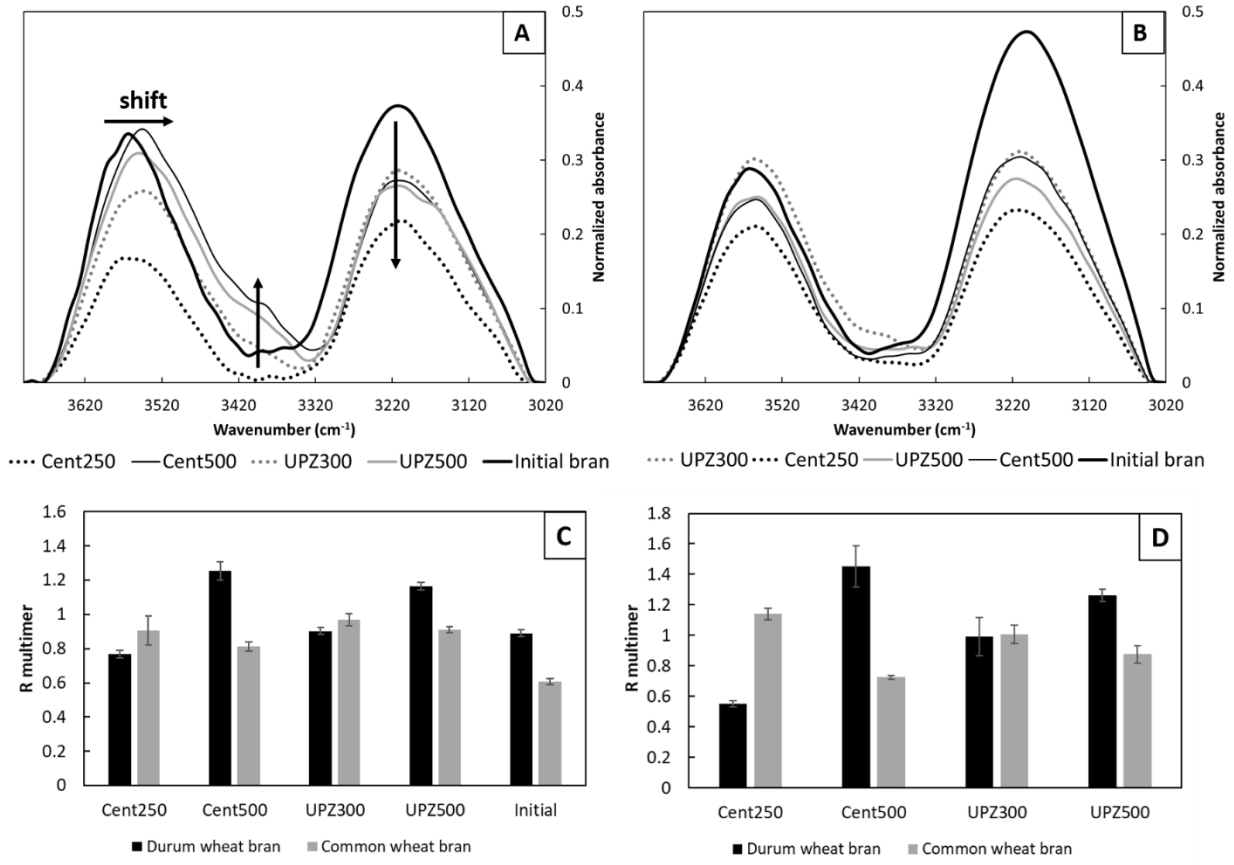 A
shift
0.5
0.4
0.3
0.2
0.1
0
Normalized absorbance
3620 3520 3420 3320 3220 3120 3020
Wavenumber (cm⁻¹)
Cent250 Cent500 UPZ300 UPZ500 Initial bran
B
0.5
0.4
0.3
0.2
0.1
0
Normalized absorbance
3620 3520 3420 3320 3220 3120 3020
Wavenumber (cm⁻¹)
UPZ300 Cent250 UPZ500 Cent500 Initial bran
C
R multimer
1.6
1.4
1.2
1
0.8
0.6
0.4
0.2
0
Cent250 Cent500 UPZ300 UPZ500 Initial
Durum wheat bran Common wheat bran
D
R multimer
1.8
1.6
1.4
1.2
1
0.8
0.6
0.4
0.2
0
Cent250 Cent500 UPZ300 UPZ500
Durum wheat bran Common wheat bran